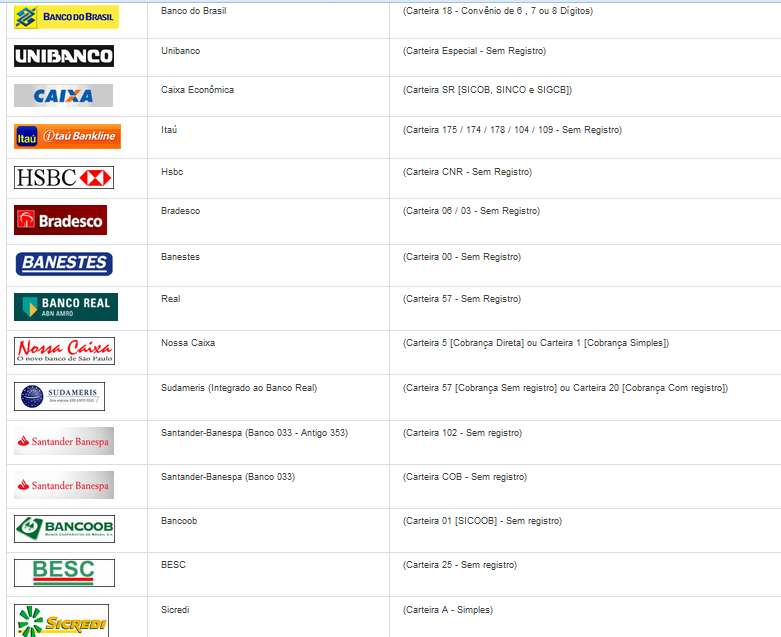 BANCO DO BRASIL Banco do Brasil (Carteira 18 - Convênio de 6 , 7 ou 8 Dígitos)
UNIBANCO Unibanco (Carteira Especial - Sem Registro)
CAIXA Caixa Econômica (Carteira SR [SICOB, SINCO e SIGCB])
Itaú itaú Bankline Itaú (Carteira 175 / 174 / 178 / 104 / 109 - Sem Registro)
HSBC Hsbc (Carteira CNR - Sem Registro)
Bradesco Bradesco (Carteira 06 / 03 - Sem Registro)
BANESTES Banestes (Carteira 00 - Sem Registro)
BANCO REAL Real (Carteira 57 - Sem Registro)
ABN AMRO
Nossa Caixa Nossa Caixa (Carteira 5 [Cobrança Direta] ou Carteira 1 [Cobrança Simples])
O novo banco de São Paulo
SUDAMERIS Sudameris (Integrado ao Banco Real) (Carteira 57 [Cobrança Sem registro] ou Carteira 20 [Cobrança Com registro])
Santander Banespa Santander-Banespa (Banco 033 - Antigo 353) (Carteira 102 - Sem registro)
Santander Banespa Santander-Banespa (Banco 033) (Carteira COB - Sem registro)
BANCOOB Bancoob (Carteira 01 [SICOOB] - Sem registro)
BANCO COOPERATIVO DO BRASIL S.A.
BESC BESC (Carteira 25 - Sem registro)
SICREDI Sicredi (Carteira A - Simples)